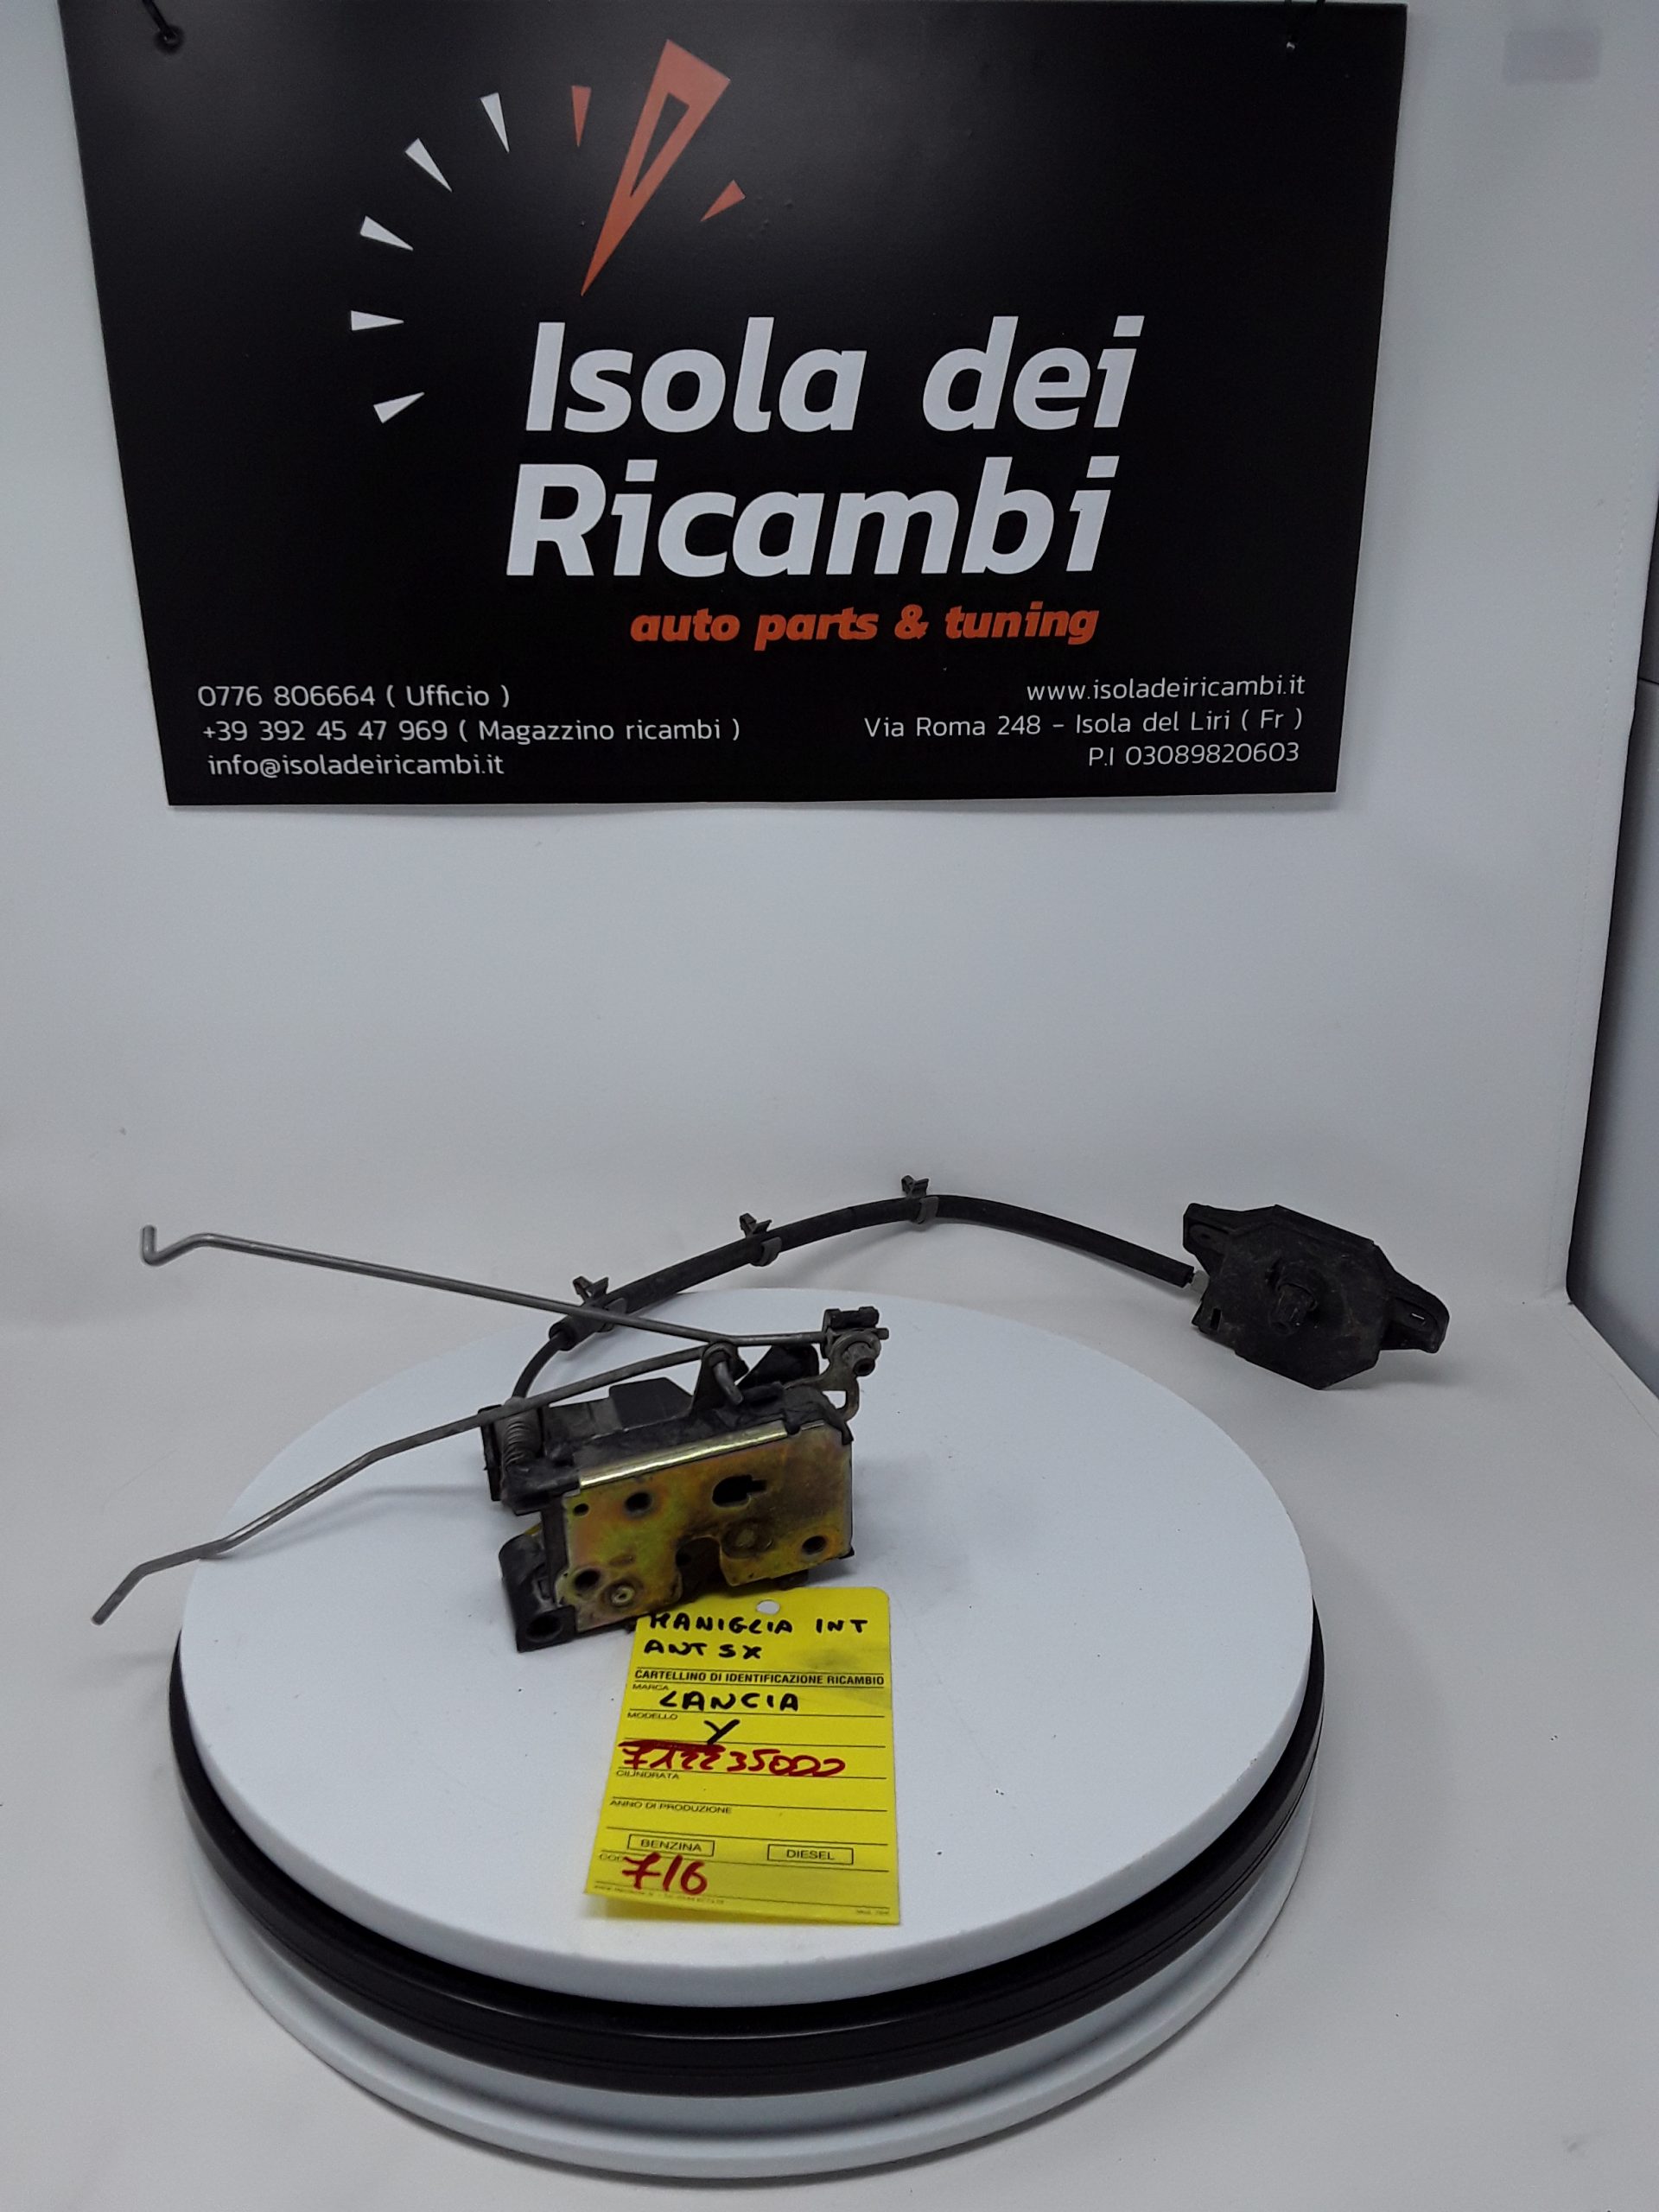 Isola dei
Ricambi
auto parts & tuning
0776 806664 ( Ufficio )
+39 392 45 47 969 ( Magazzino ricambi )
info@isoladeiricambi.it
www.isoladeiricambi.it
Via Roma 248 - Isola del Liri ( Fr )
P.I 03089820603
MANIGLIA INT
ANT SX
CARTELLINO DI IDENTIFICAZIONE RICAMBIO
MARCA
LANCIA
MODELLO
Y
712235000
CILINDRATA
ANNO DI PRODUZIONE
BENZINA DIESEL
716